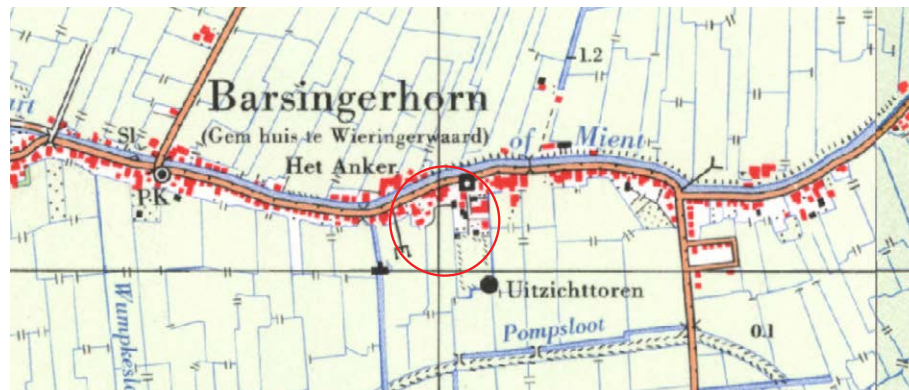 1.2
Barsingerhorn
(Gem huis te Wieringerwaard)
of Mient
Sl
Het Anker
P.K
Uitzichttoren
Pompsloot
0.1